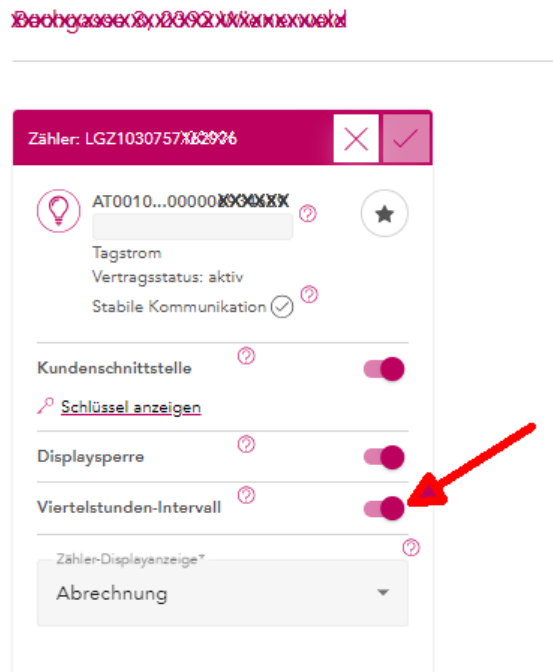 Zähler: LGZ1030757
AT0010...00000
Tagstrom
Vertragsstatus: aktiv
Stabile Kommunikation
Kundenschnittstelle
Schlüssel anzeigen
Displaysperre
Viertelstunden-Intervall
Zähler-Displayanzeige*
Abrechnung